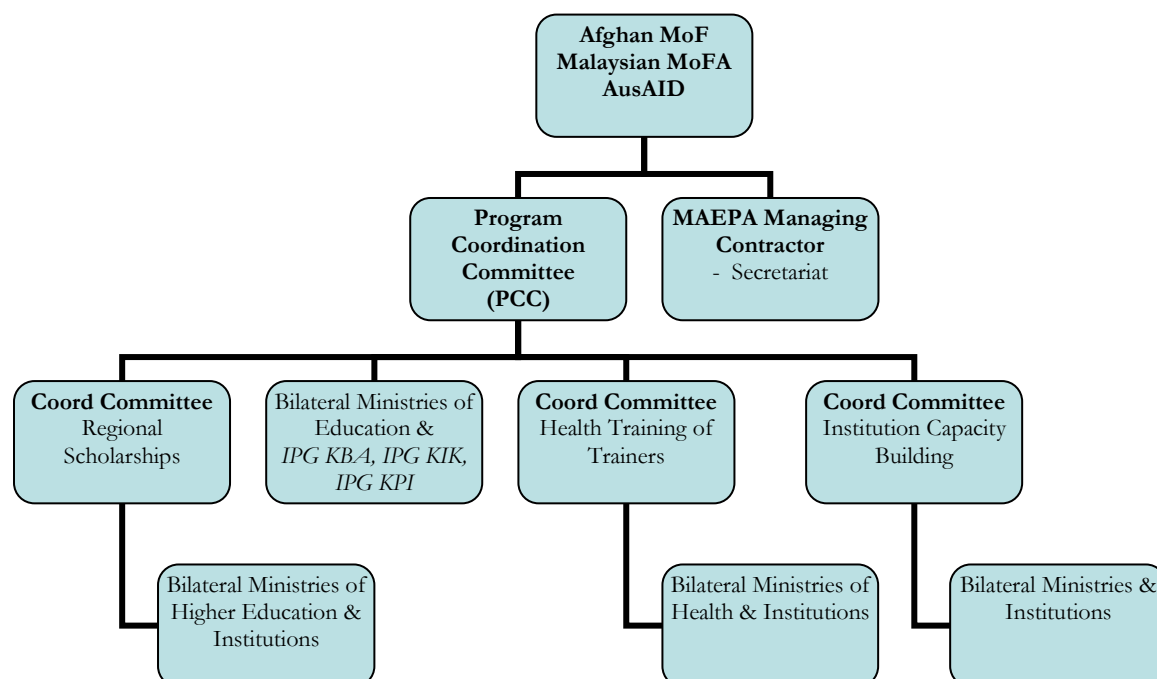 Afghan MoF
Malaysian MoFA
AusAID
Program
Coordination
Committee
(PCC)
MAEPA Managing
Contractor
- Secretariat
Coord Committee
Regional
Scholarships
Bilateral Ministries of
Education &
IPG KBA, IPG KIK,
IPG KPI
Coord Committee
Health Training of
Trainers
Coord Committee
Institution Capacity
Building
Bilateral Ministries of
Higher Education &
Institutions
Bilateral Ministries of
Health & Institutions
Bilateral Ministries &
Institutions